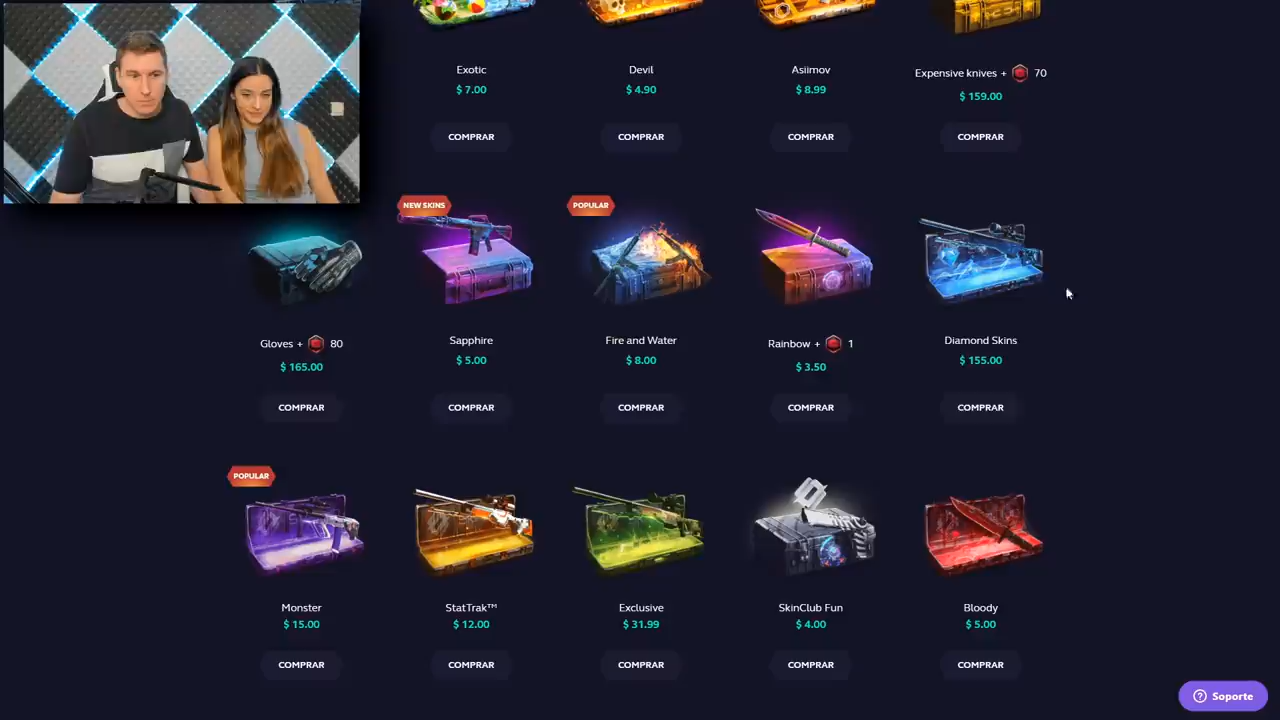 Exotic
$ 7.00
COMPRAR
Devil
$ 4.90
COMPRAR
Asiimov
$ 8.99
COMPRAR
Expensive knives + 70
$ 159.00
COMPRAR
Gloves + 80
$ 165.00
COMPRAR
NEW SKINS
Sapphire
$ 5.00
COMPRAR
POPULAR
Fire and Water
$ 8.00
COMPRAR
Rainbow + 1
$ 3.50
COMPRAR
Diamond Skins
$ 155.00
COMPRAR
POPULAR
Monster
$ 15.00
COMPRAR
StatTrak™
$ 12.00
COMPRAR
Exclusive
$ 31.99
COMPRAR
SkinClub Fun
$ 4.00
COMPRAR
Bloody
$ 5.00
COMPRAR
Soporte